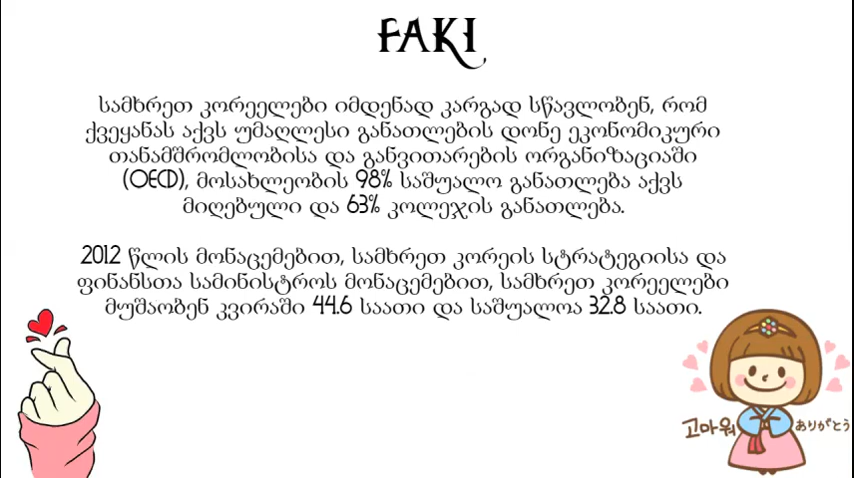 FAKI
სამხრეთ კორეელები იმდენად კარგად სწავლობენ, რომ
ქვეყანას აქვს უმაღლესი განათლების დონე ეკონომიკური
თანამშრომლობისა და განვითარების ორგანიზაციაში
(OECD), მოსახლეობის 98% საშუალო განათლება აქვს
მიღებული და 63% კოლეჯის განათლება.
2012 წლის მონაცემებით, სამხრეთ კორეის სტრატეგიისა და
ფინანსთა სამინისტროს მონაცემებით, სამხრეთ კორეელები
მუშაობენ კვირაში 44.6 საათი და საშუალოა 32.8 საათი.
고마워 ありがとう